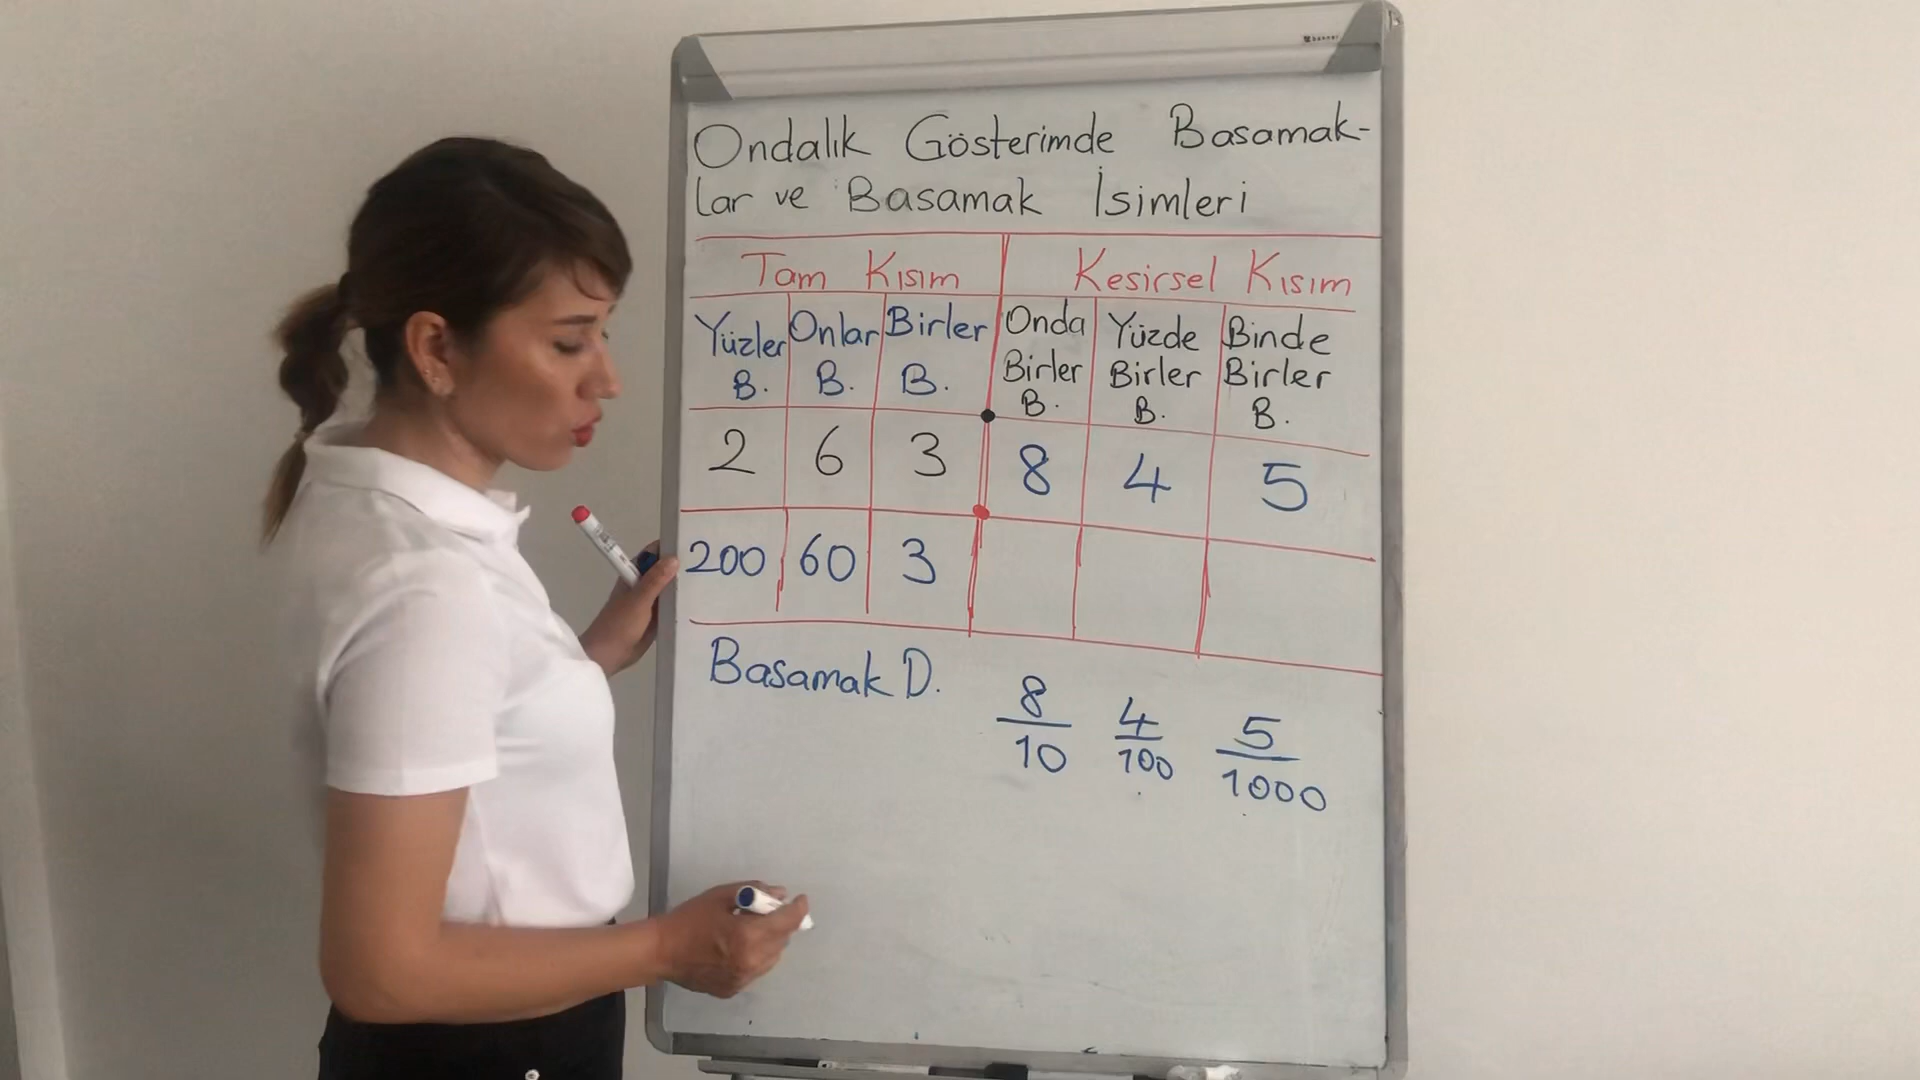 Ondalık Gösterimde Basamak-
lar ve Basamak İsimleri
Tam Kısım Kesirsel Kısım
Yüzler B. Onlar B. Birler B. Onda Birler B. Yüzde Birler B. Binde Birler B.
2 6 3 8 4 5
200 60 3
Basamak D.
8/10 4/100 5/1000